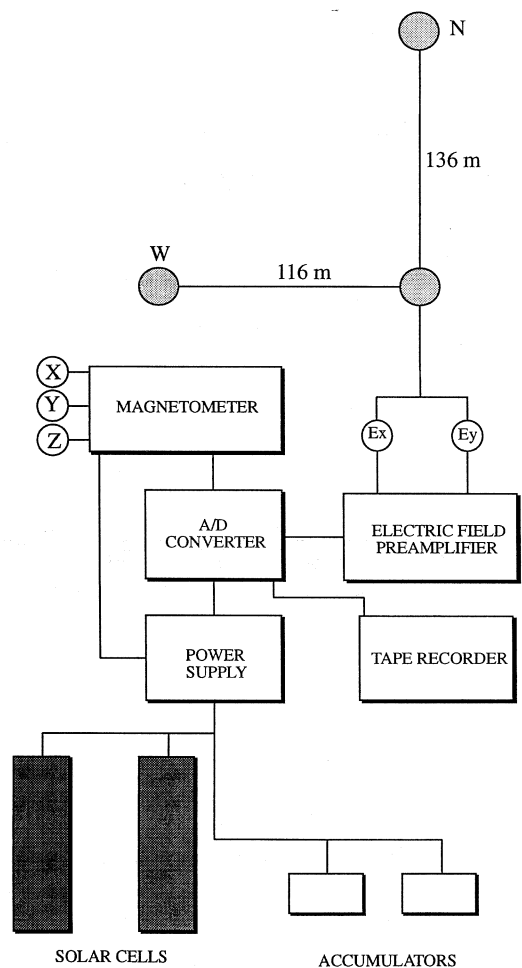 N
136 m
W
116 m
X
Y
Z
MAGNETOMETER
Ex
Ey
A/D
CONVERTER
ELECTRIC FIELD
PREAMPLIFIER
POWER
SUPPLY
TAPE RECORDER
SOLAR CELLS
ACCUMULATORS